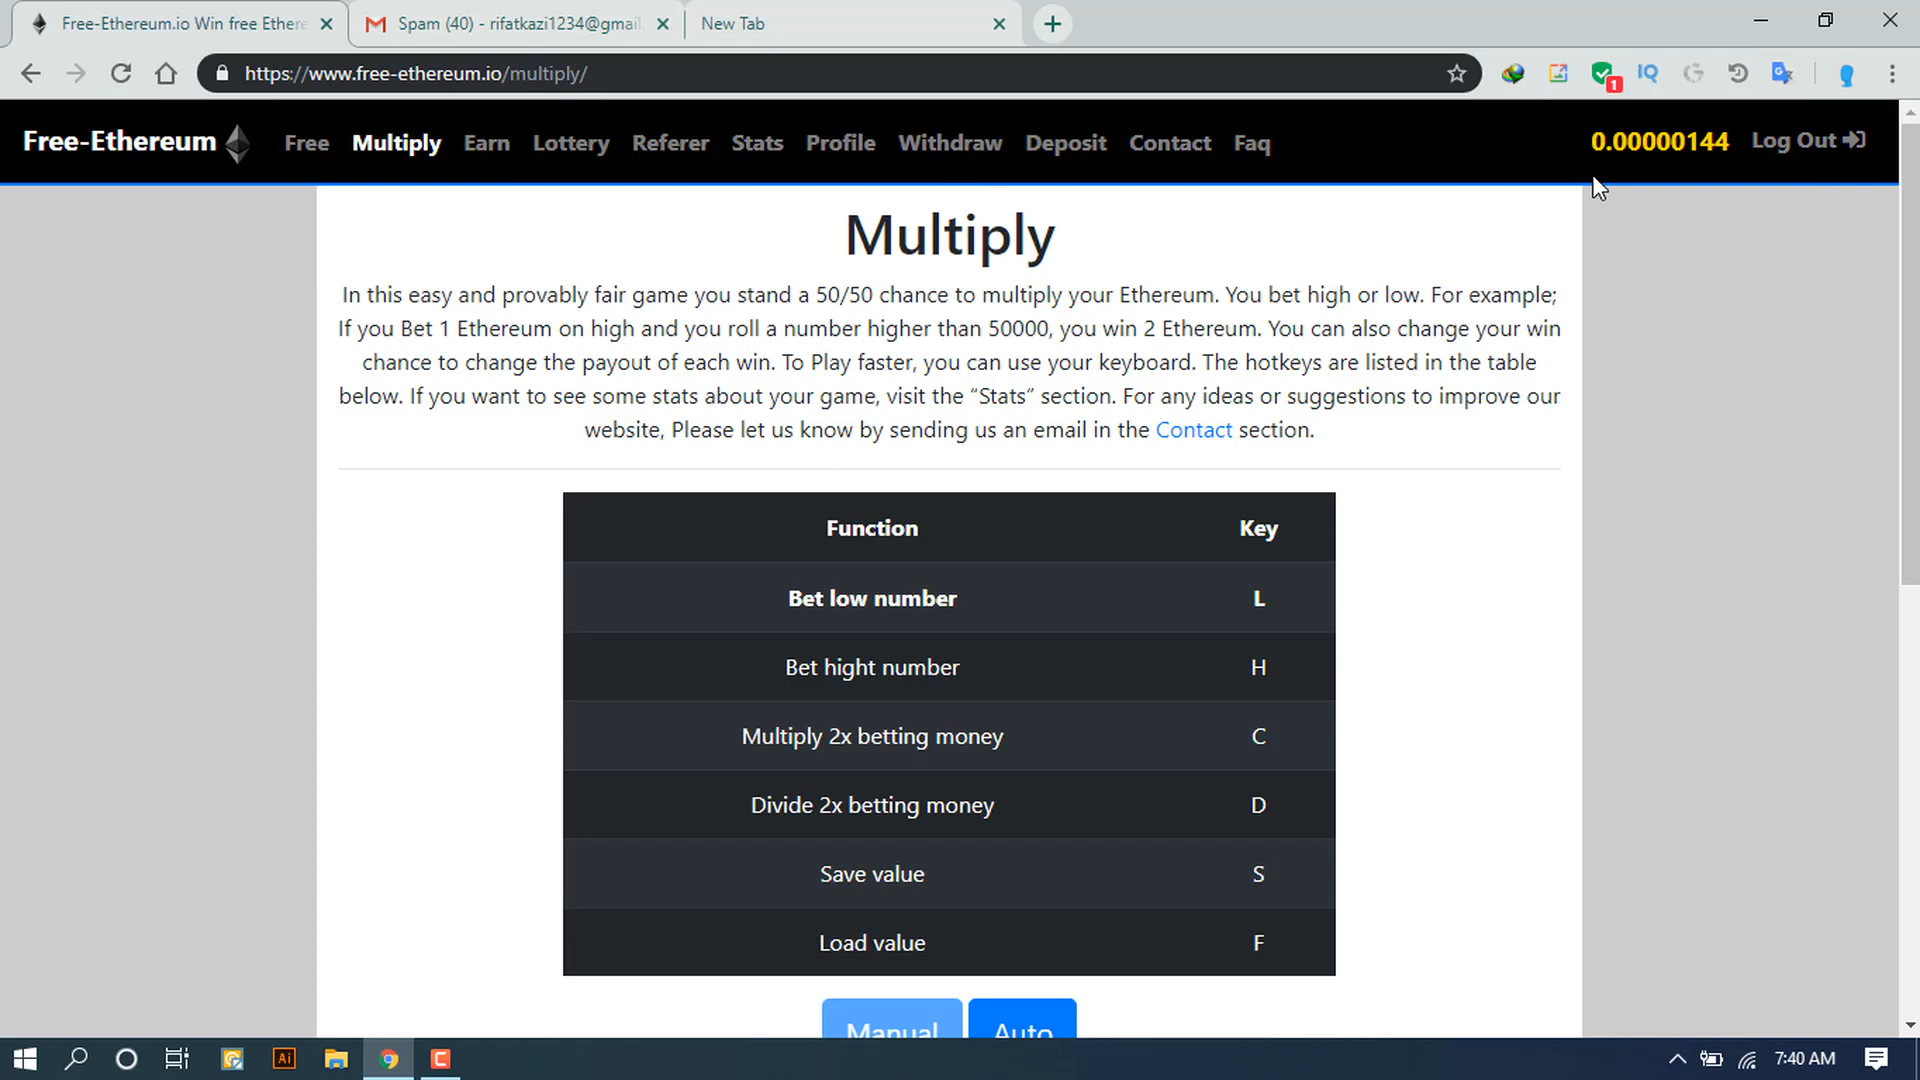 Free-Ethereum.io Win free Ethere
Spam (40) - rifatkazi1234@gmai
New Tab
https://www.free-ethereum.io/multiply/
1
IQ
Free-Ethereum
Free
Multiply
Earn
Lottery
Referer
Stats
Profile
Withdraw
Deposit
Contact
Faq
0.00000144
Log Out
Multiply
In this easy and provably fair game you stand a 50/50 chance to multiply your Ethereum. You bet high or low. For example;
If you Bet 1 Ethereum on high and you roll a number higher than 50000, you win 2 Ethereum. You can also change your win
chance to change the payout of each win. To Play faster, you can use your keyboard. The hotkeys are listed in the table
below. If you want to see some stats about your game, visit the “Stats” section. For any ideas or suggestions to improve our
website, Please let us know by sending us an email in the Contact section.
Function Key
Bet low number L
Bet hight number H
Multiply 2x betting money C
Divide 2x betting money D
Save value S
Load value F
Manual Auto
Ai
C
7:40 AM